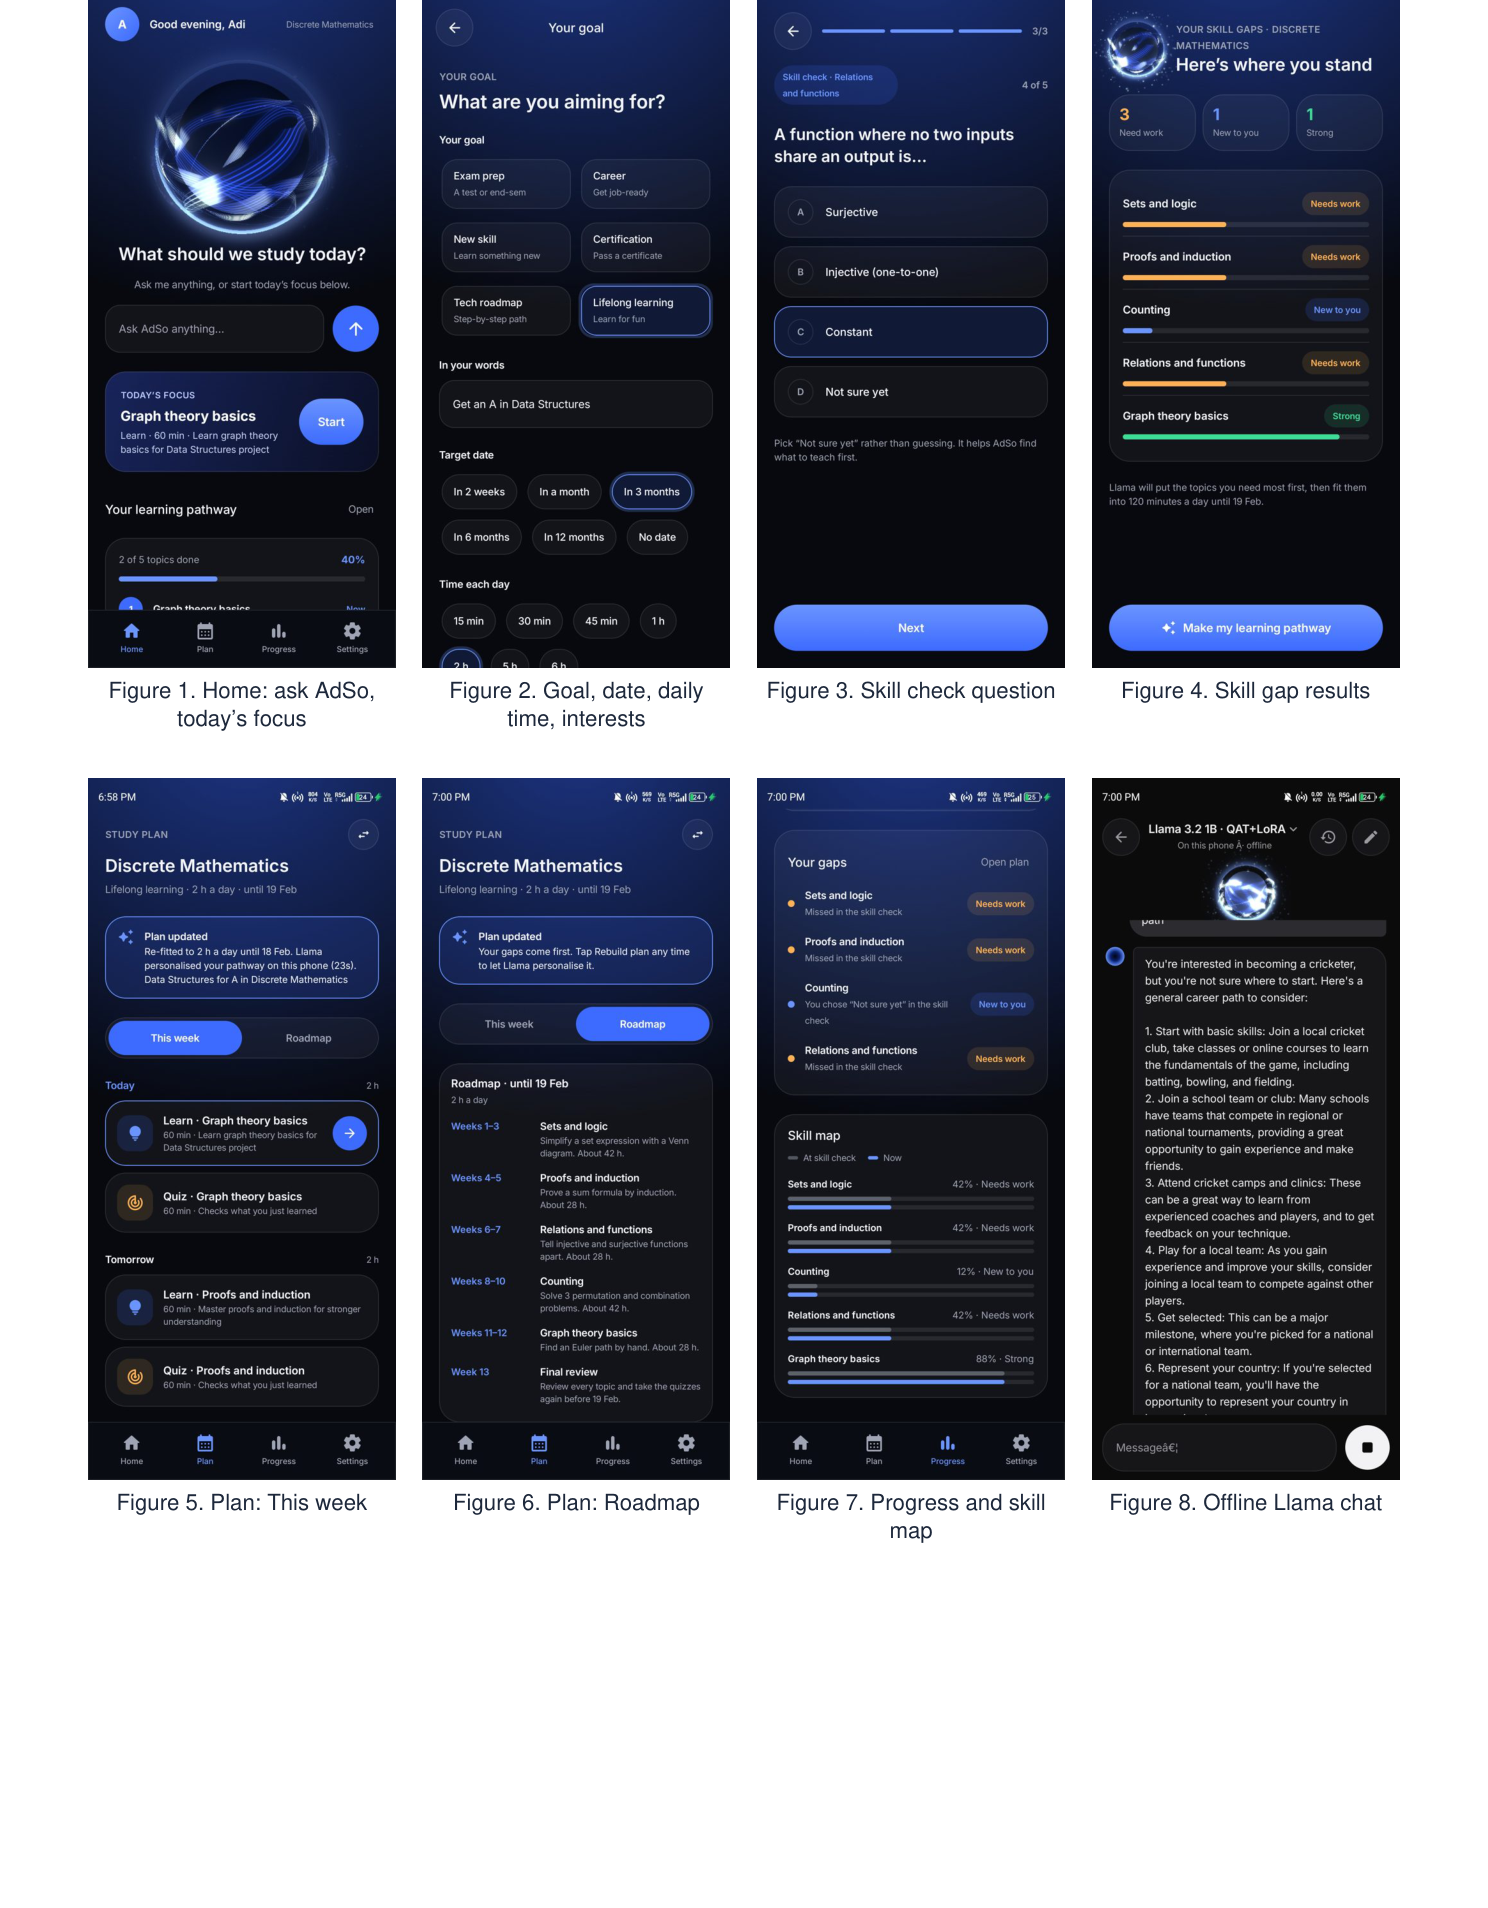 A
Good evening, Adi
Discrete Mathematics
What should we study today?
Ask me anything, or start today's focus below.
Ask AdSo anything...
TODAY'S FOCUS
Graph theory basics
Learn · 60 min · Learn graph theory
basics for Data Structures project
Start
Your learning pathway
Open
2 of 5 topics done
40%
1
Graph theory basics
Now
Home
Plan
Progress
Settings
Figure 1. Home: ask AdSo,
today's focus
Your goal
YOUR GOAL
What are you aiming for?
Your goal
Exam prep
A test or end-sem
Career
Get job-ready
New skill
Learn something new
Certification
Pass a certificate
Tech roadmap
Step-by-step path
Lifelong learning
Learn for fun
In your words
Get an A in Data Structures
Target date
In 2 weeks
In a month
In 3 months
In 6 months
In 12 months
No date
Time each day
15 min
30 min
45 min
1 h
2 h
5 h
6 h
Figure 2. Goal, date, daily
time, interests
3/3
Skill check · Relations
and functions
4 of 5
A function where no two inputs
share an output is...
A
Surjective
B
Injective (one-to-one)
C
Constant
D
Not sure yet
Pick "Not sure yet" rather than guessing. It helps AdSo find
what to teach first.
Next
Figure 3. Skill check question
YOUR SKILL GAPS · DISCRETE
MATHEMATICS
Here's where you stand
3
Need work
1
New to you
1
Strong
Sets and logic
Needs work
Proofs and induction
Needs work
Counting
New to you
Relations and functions
Needs work
Graph theory basics
Strong
Llama will put the topics you need most first, then fit them
into 120 minutes a day until 19 Feb.
Make my learning pathway
Figure 4. Skill gap results
6:58 PM
804
K/S
Vo
LTE
R5G
24
STUDY PLAN
Discrete Mathematics
Lifelong learning · 2 h a day · until 19 Feb
Plan updated
Re-fitted to 2 h a day until 18 Feb. Llama
personalised your pathway on this phone (23s).
Data Structures for A in Discrete Mathematics
This week
Roadmap
Today
2 h
Learn · Graph theory basics
60 min · Learn graph theory basics for
Data Structures project
Quiz · Graph theory basics
60 min · Checks what you just learned
Tomorrow
2 h
Learn · Proofs and induction
60 min · Master proofs and induction for stronger
understanding
Quiz · Proofs and induction
60 min · Checks what you just learned
Home
Plan
Progress
Settings
Figure 5. Plan: This week
7:00 PM
569
K/S
Vo
LTE
R5G
24
STUDY PLAN
Discrete Mathematics
Lifelong learning · 2 h a day · until 19 Feb
Plan updated
Your gaps come first. Tap Rebuild plan any time
to let Llama personalise it.
This week
Roadmap
Roadmap · until 19 Feb
2 h a day
Weeks 1–3
Sets and logic
Simplify a set expression with a Venn
diagram. About 42 h.
Weeks 4–5
Proofs and induction
Prove a sum formula by induction.
About 28 h.
Weeks 6–7
Relations and functions
Tell injective and surjective functions
apart. About 28 h.
Weeks 8–10
Counting
Solve 3 permutation and combination
problems. About 42 h.
Weeks 11–12
Graph theory basics
Find an Euler path by hand. About 28 h.
Week 13
Final review
Review every topic and take the quizzes
again before 19 Feb.
Home
Plan
Progress
Settings
Figure 6. Plan: Roadmap
7:00 PM
469
K/S
Vo
LTE
R5G
25
Your gaps
Open plan
Sets and logic
Missed in the skill check
Needs work
Proofs and induction
Missed in the skill check
Needs work
Counting
You chose "Not sure yet" in the skill
check
New to you
Relations and functions
Missed in the skill check
Needs work
Skill map
At skill check
Now
Sets and logic
42% · Needs work
Proofs and induction
42% · Needs work
Counting
12% · New to you
Relations and functions
42% · Needs work
Graph theory basics
88% · Strong
Home
Plan
Progress
Settings
Figure 7. Progress and skill
map
7:00 PM
0.00
K/S
Vo
LTE
R5G
24
Llama 3.2 1B · QAT+LoRA
On this phone Â· offline
path
You're interested in becoming a cricketer,
but you're not sure where to start. Here's a
general career path to consider:
1. Start with basic skills: Join a local cricket
club, take classes or online courses to learn
the fundamentals of the game, including
batting, bowling, and fielding.
2. Join a school team or club: Many schools
have teams that compete in regional or
national tournaments, providing a great
opportunity to gain experience and make
friends.
3. Attend cricket camps and clinics: These
can be a great way to learn from
experienced coaches and players, and to get
feedback on your technique.
4. Play for a local team: As you gain
experience and improve your skills, consider
joining a local team to compete against other
players.
5. Get selected: This can be a major
milestone, where you're picked for a national
or international team.
6. Represent your country: If you're selected
for a national team, you'll have the
opportunity to represent your country in
Messageâ€¦
Figure 8. Offline Llama chat